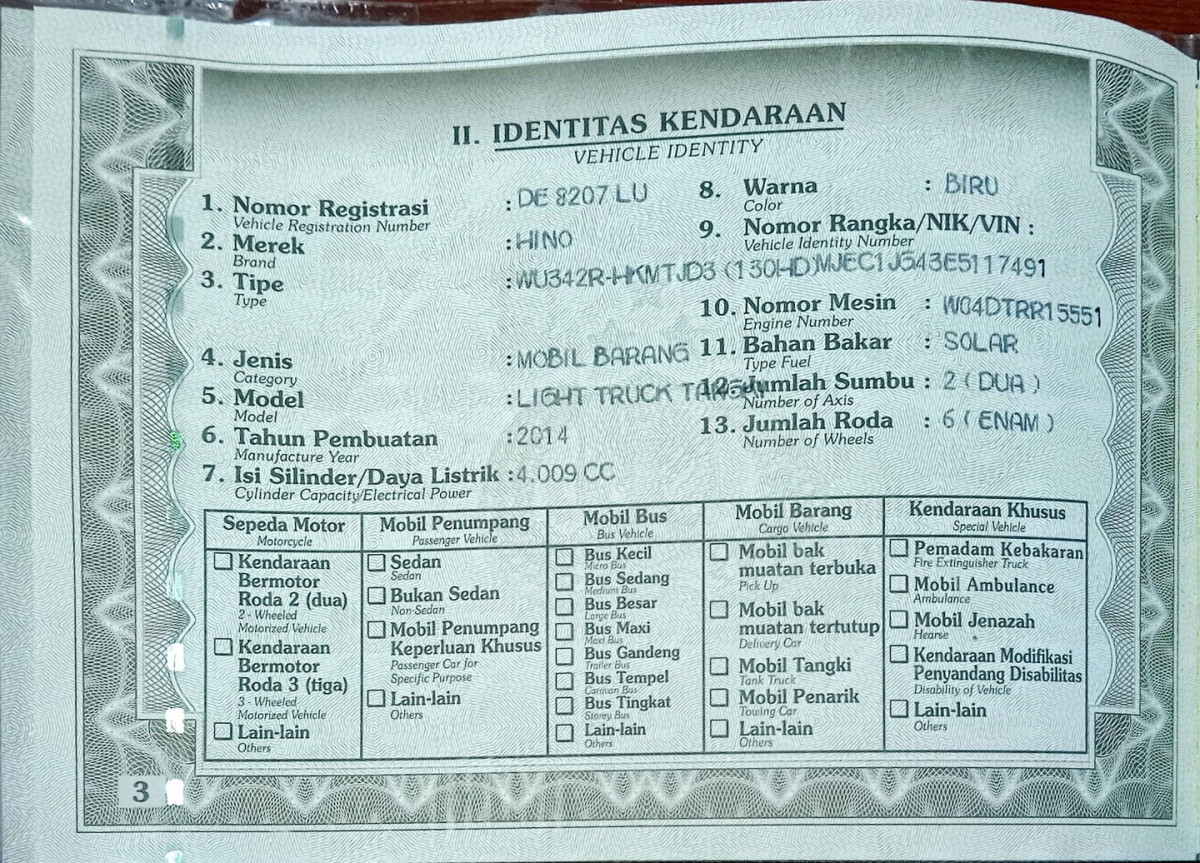 II. IDENTITAS KENDARAAN
VEHICLE IDENTITY
1. Nomor Registrasi : DE 8207 LU
Vehicle Registration Number
2. Merek : HINO
Brand
3. Tipe : WU342R-HKMTJD3 (130HD)
Type
4. Jenis : MOBIL BARANG
Category
5. Model : LIGHT TRUCK
Model
6. Tahun Pembuatan : 2014
Manufacture Year
7. Isi Silinder/Daya Listrik : 4.009 CC
Cylinder Capacity/Electrical Power
8. Warna : BIRU
Color
9. Nomor Rangka/NIK/VIN :
Vehicle Identity Number
MJEC1JG43E5117491
10. Nomor Mesin : W04DTRR15551
Engine Number
11. Bahan Bakar : SOLAR
Type Fuel
12. Jumlah Sumbu : 2 ( DUA )
Number of Axis
13. Jumlah Roda : 6 ( ENAM )
Number of Wheels
Sepeda Motor
Motorcycle
Kendaraan
Bermotor
Roda 2 (dua)
2 - Wheeled
Motorized Vehicle
Kendaraan
Bermotor
Roda 3 (tiga)
3 - Wheeled
Motorized Vehicle
Lain-lain
Others
Mobil Penumpang
Passenger Vehicle
Sedan
Sedan
Bukan Sedan
Non-Sedan
Mobil Penumpang
Keperluan Khusus
Passenger Car for
Specific Purpose
Lain-lain
Others
Mobil Bus
Bus Vehicle
Bus Kecil
Micro Bus
Bus Sedang
Medium Bus
Bus Besar
Large Bus
Bus Maxi
Maxi Bus
Bus Gandeng
Trailer Bus
Bus Tempel
Caravan Bus
Bus Tingkat
Storey Bus
Lain-lain
Others
Mobil Barang
Cargo Vehicle
Mobil bak
muatan terbuka
Pick Up
Mobil bak
muatan tertutup
Delivery Car
Mobil Tangki
Tank Truck
Mobil Penarik
Towing Car
Lain-lain
Others
Kendaraan Khusus
Special Vehicle
Pemadam Kebakaran
Fire Extinguisher Truck
Mobil Ambulance
Ambulance
Mobil Jenazah
Hearse
Kendaraan Modifikasi
Penyandang Disabilitas
Disability of Vehicle
Lain-lain
Others
3